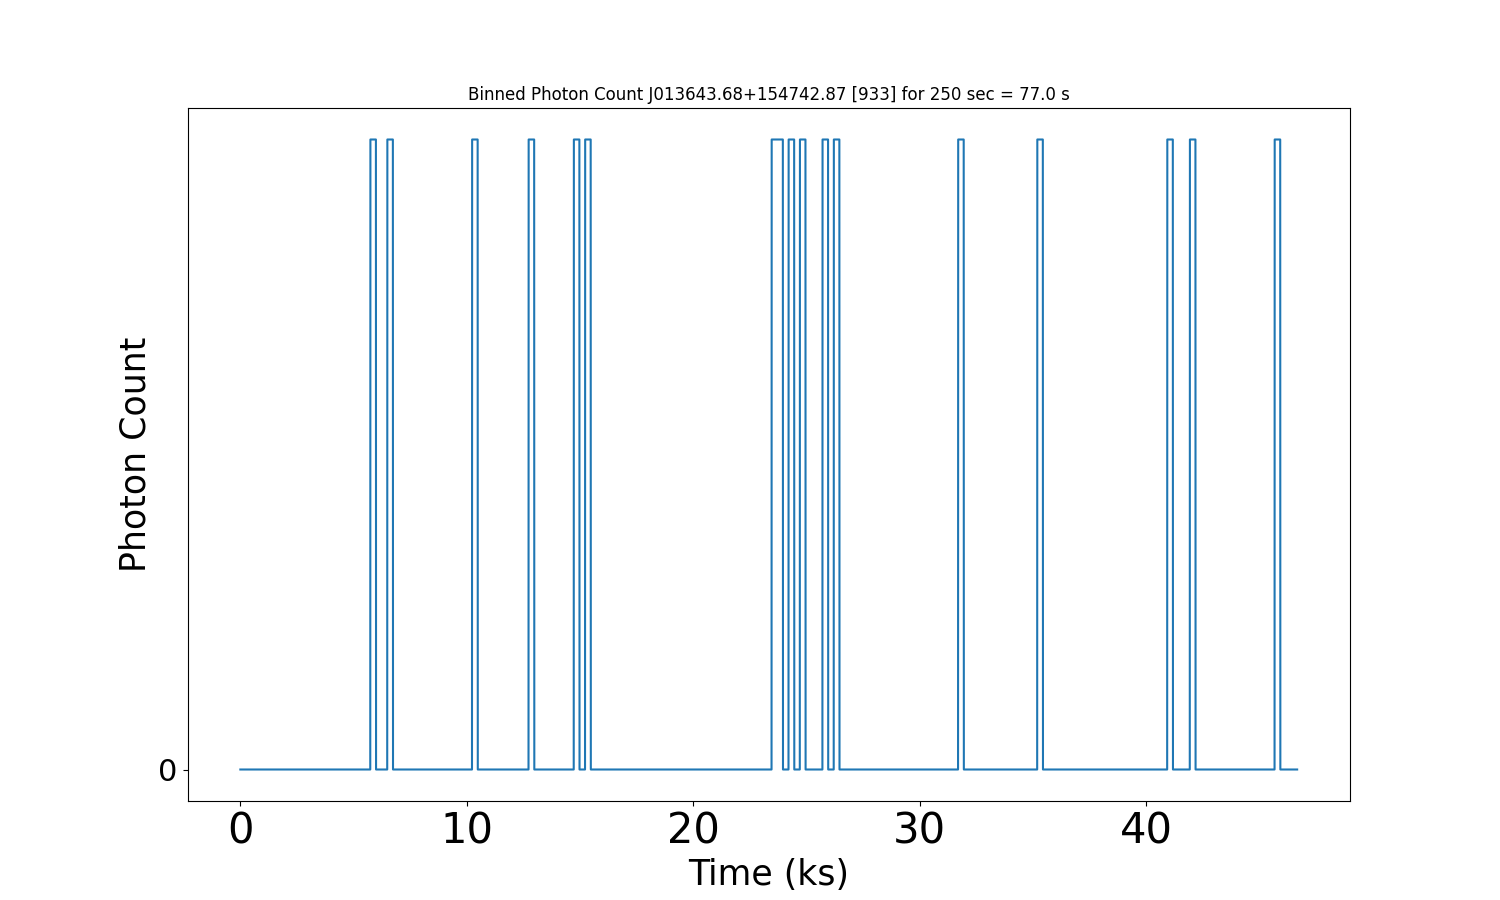 Binned Photon Count J013643.68+154742.87 [933] for 250 sec = 77.0 s
Photon Count
0
0 10 20 30 40
Time (ks)